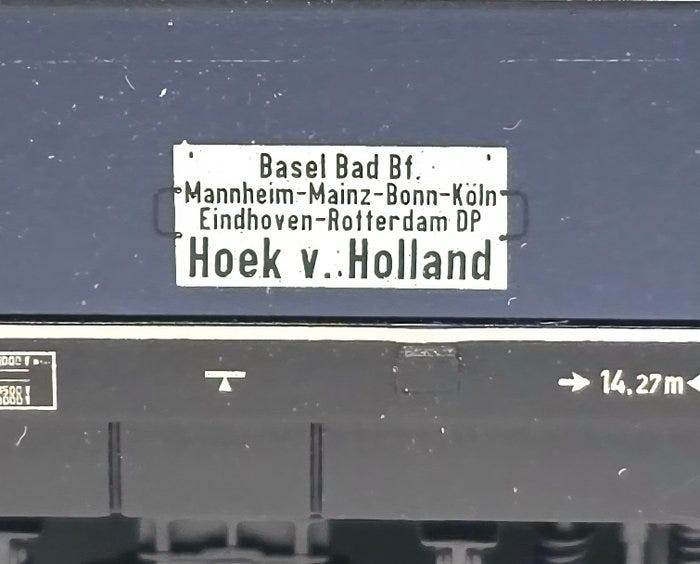 Basel Bad Bf.
Mannheim-Mainz-Bonn-Köln
Eindhoven-Rotterdam DP
Hoek v. Holland
14,27m